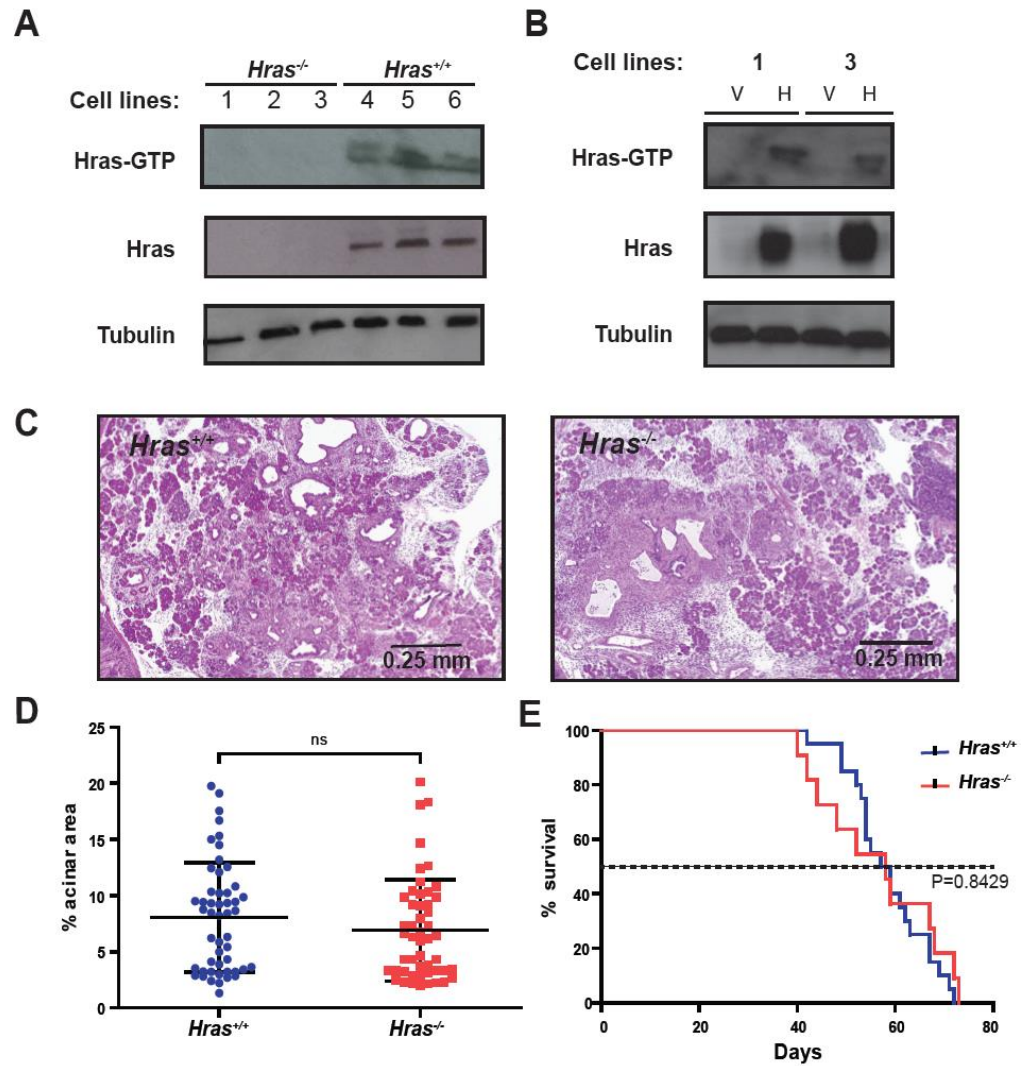 A
Hras-/- Hras+/+
Cell lines: 1 2 3 4 5 6
Hras-GTP
Hras
Tubulin
B
Cell lines: 1 3
V H V H
Hras-GTP
Hras
Tubulin
C
Hras+/+
0.25 mm
Hras-/-
0.25 mm
D
25
20
15
10
5
0
% acinar area
ns
Hras+/+ Hras-/-
E
100
80
60
40
20
0
% survival
Hras+/+
Hras-/-
P=0.8429
0 20 40 60 80
Days